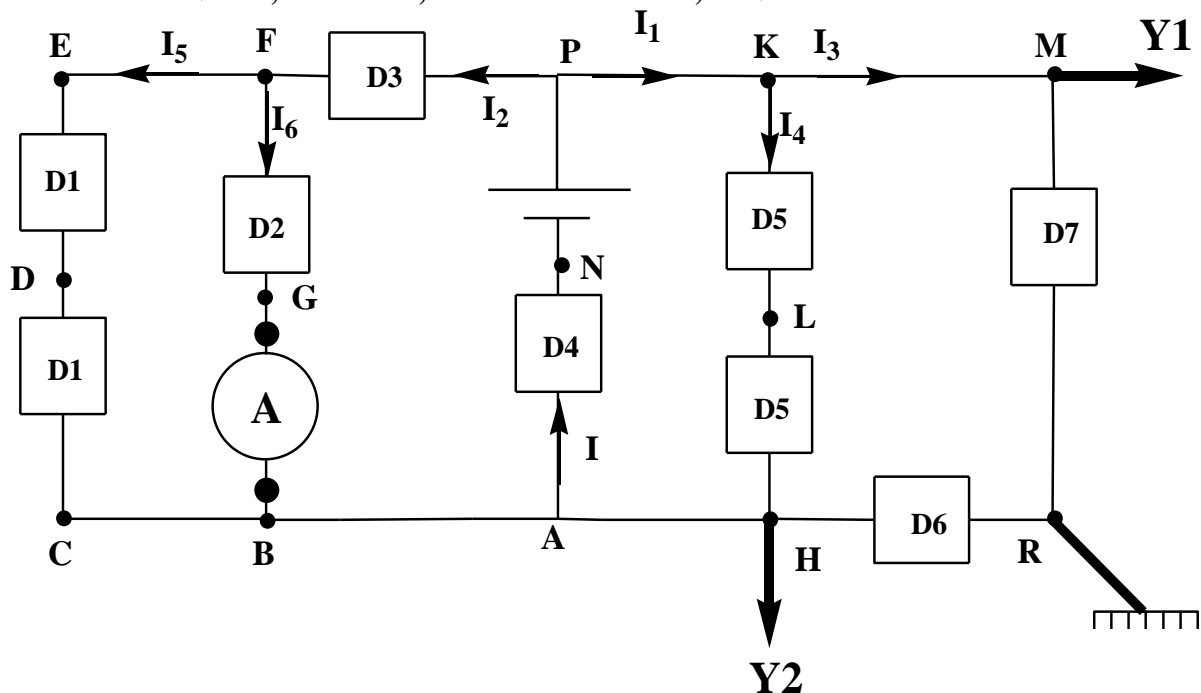 E I5 F P I1 K I3 M Y1
D3
I2
I6 I4
D1 D2 D5 D7
D G N L
D1 A D4 D5
I
C B A H D6 R
Y2